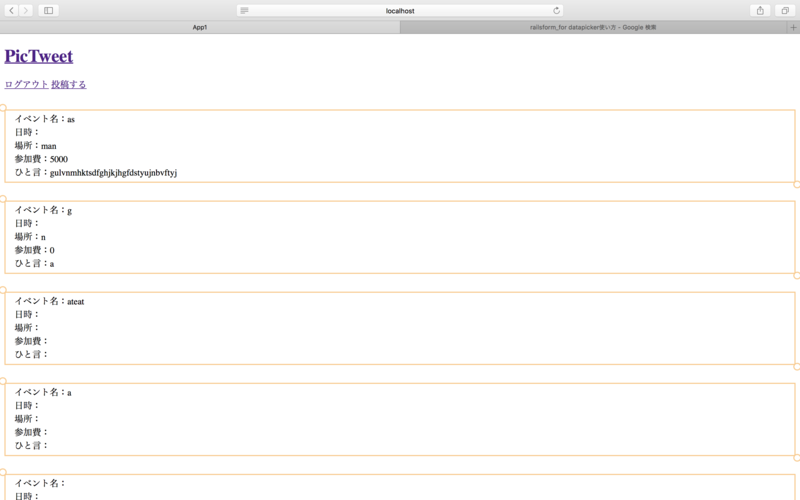 localhost
App1
railsform_for datapicker使い方 - Google 検索
PicTweet
ログアウト 投稿する
イベント名：as
日時：
場所：man
参加費：5000
ひと言：gulvnmhktsdfghjkjhgfdstyujnbvftyj
イベント名：g
日時：
場所：n
参加費：0
ひと言：a
イベント名：ateat
日時：
場所：
参加費：
ひと言：
イベント名：a
日時：
場所：
参加費：
ひと言：
イベント名：
日時：